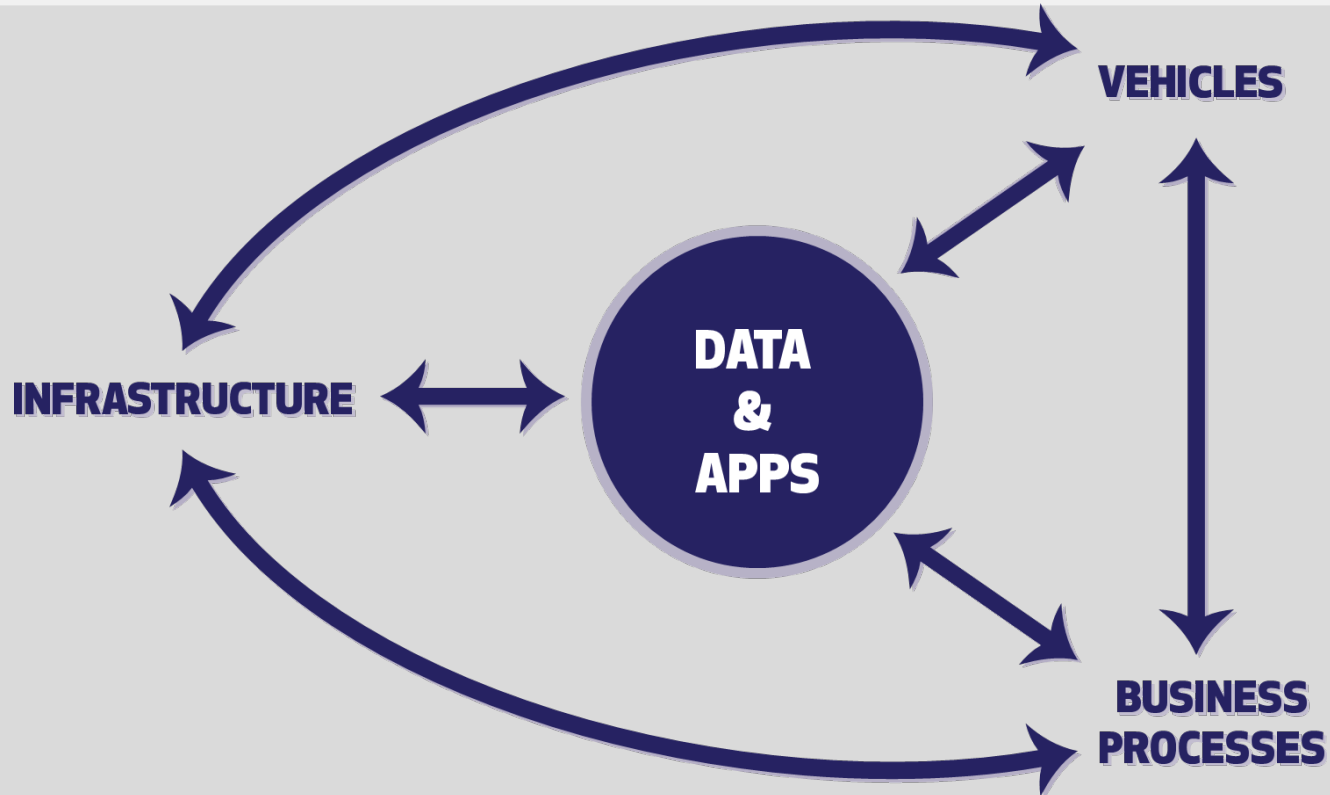 VEHICLES
DATA
&
APPS
INFRASTRUCTURE
BUSINESS
PROCESSES